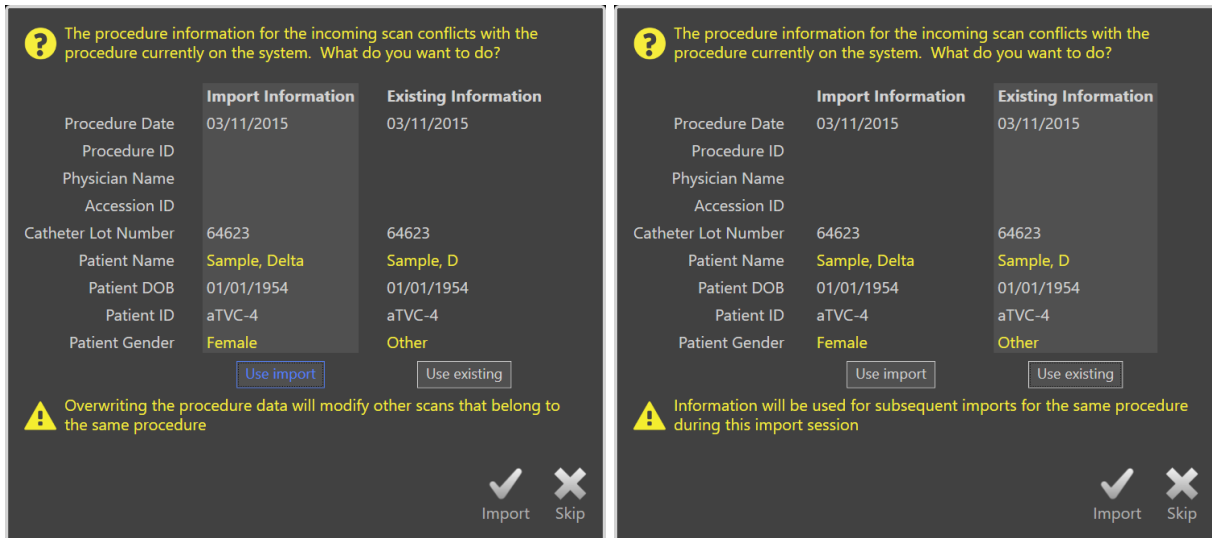 The procedure information for the incoming scan conflicts with the
procedure currently on the system.  What do you want to do?
Import Information Existing Information
Procedure Date 03/11/2015 03/11/2015
Procedure ID
Physician Name
Accession ID
Catheter Lot Number 64623 64623
Patient Name Sample, Delta Sample, D
Patient DOB 01/01/1954 01/01/1954
Patient ID aTVC-4 aTVC-4
Patient Gender Female Other
Use import Use existing
Overwriting the procedure data will modify other scans that belong to
the same procedure
Import Skip
The procedure information for the incoming scan conflicts with the
procedure currently on the system.  What do you want to do?
Import Information Existing Information
Procedure Date 03/11/2015 03/11/2015
Procedure ID
Physician Name
Accession ID
Catheter Lot Number 64623 64623
Patient Name Sample, Delta Sample, D
Patient DOB 01/01/1954 01/01/1954
Patient ID aTVC-4 aTVC-4
Patient Gender Female Other
Use import Use existing
Information will be used for subsequent imports for the same procedure
during this import session
Import Skip